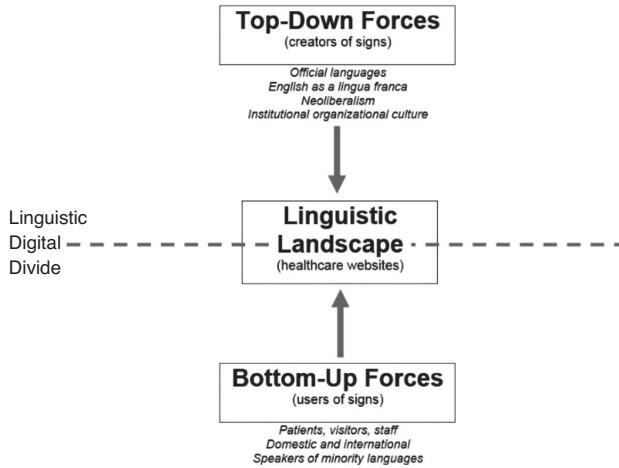 Top-Down Forces
(creators of signs)
Official languages
English as a lingua franca
Neoliberalism
Institutional organizational culture
Linguistic
Digital
Divide
Linguistic
Landscape
(healthcare websites)
Bottom-Up Forces
(users of signs)
Patients, visitors, staff
Domestic and international
Speakers of minority languages